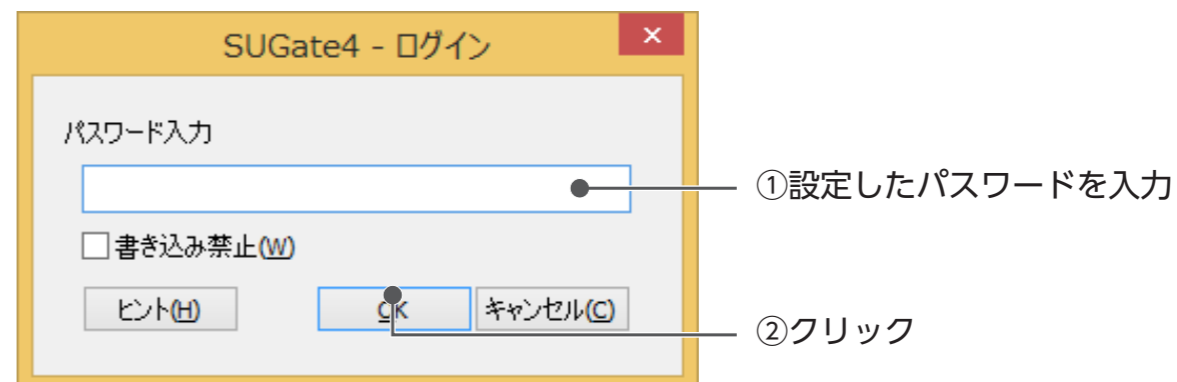 SUGate4 - ログイン
パスワード入力
①設定したパスワードを入力
書き込み禁止(W)
ヒント(H) OK キャンセル(C)
②クリック